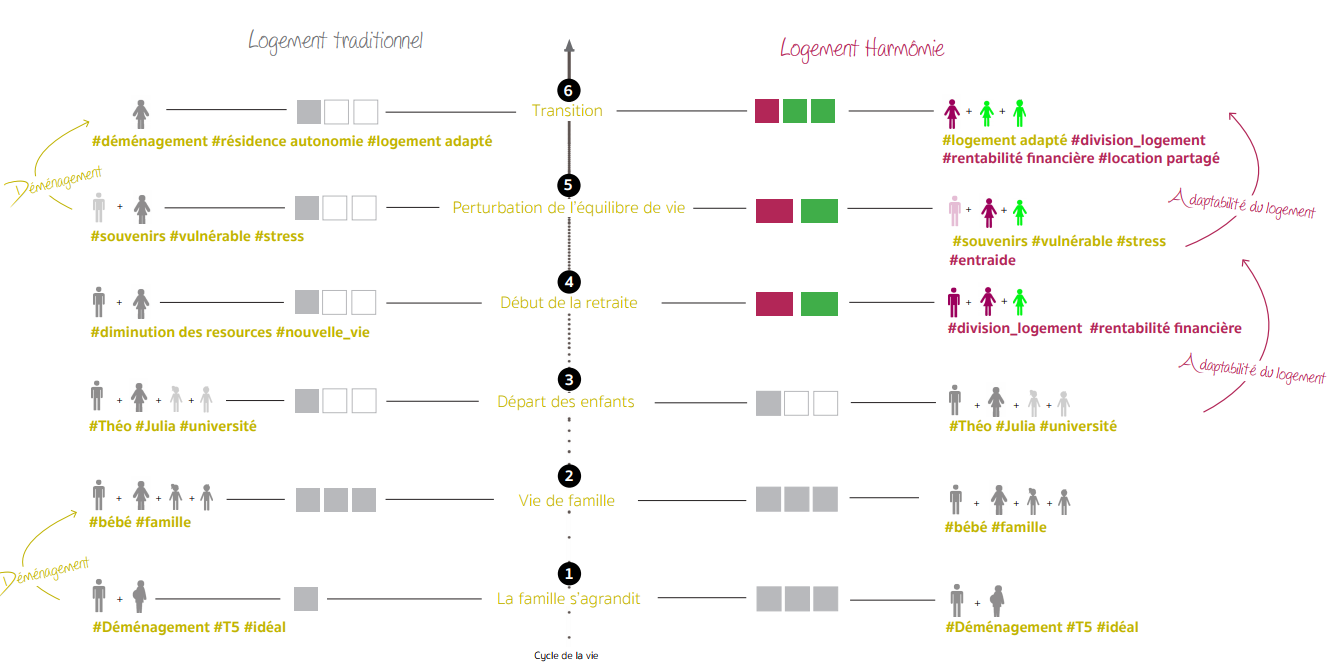 Logement traditionnel
Logement Harmômie
6
Transition
#déménagement #résidence autonomie #logement adapté
#logement adapté #division_logement
#rentabilité financière #location partagé
Déménagement
5
Perturbation de l'équilibre de vie
+
#souvenirs #vulnérable #stress
#souvenirs #vulnérable #stress
#entraide
Adaptabilité du logement
4
Début de la retraite
#diminution des resources #nouvelle_vie
#division_logement #rentabilité financière
Adaptabilité du logement
3
Départ des enfants
#Théo #Julia #université
#Théo #Julia #université
2
Vie de famille
#bébé #famille
#bébé #famille
Déménagement
1
La famille s'agrandit
#Déménagement #T5 #idéal
#Déménagement #T5 #idéal
Cycle de la vie